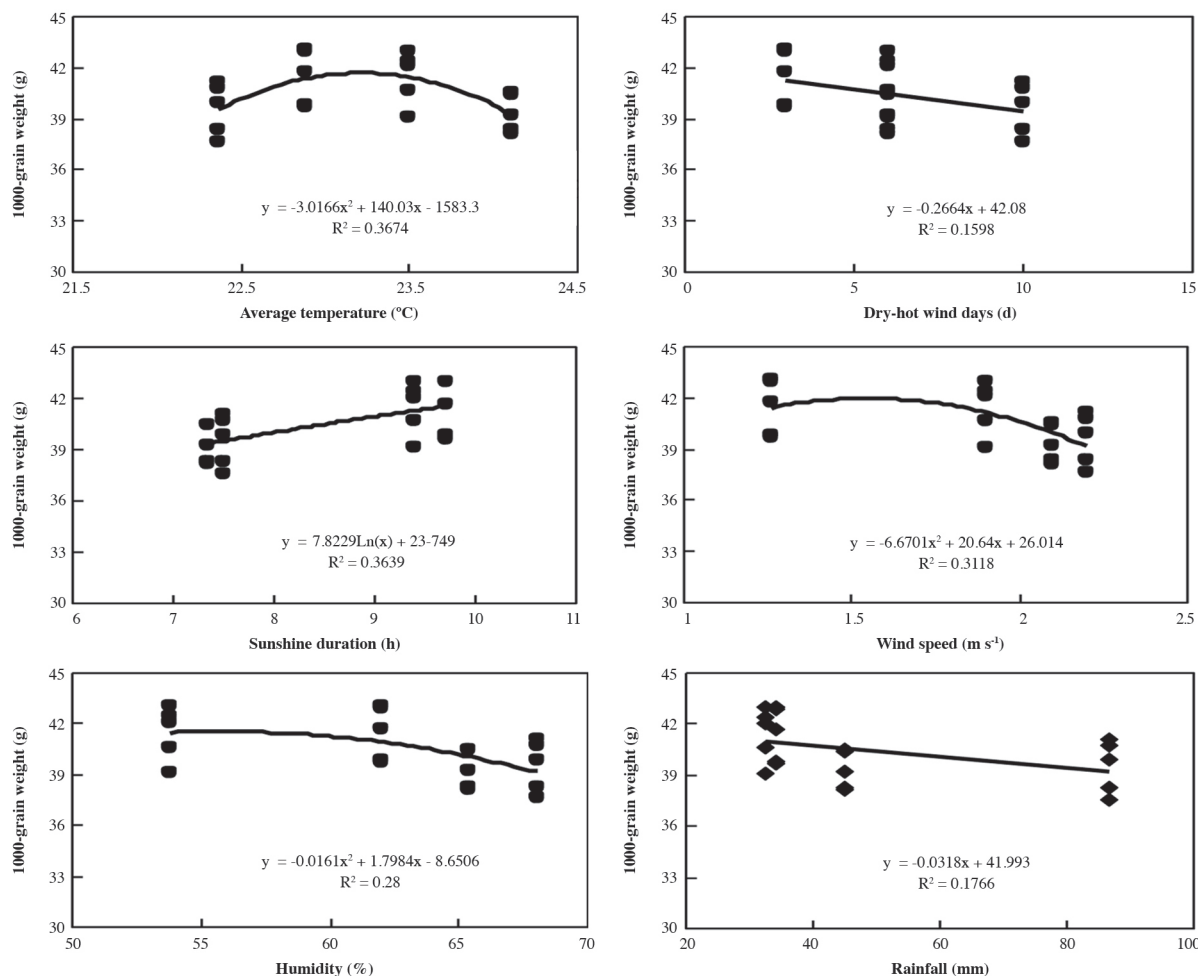 45
42
39
36
33
30
1000-grain weight (g)
y = -3.0166x² + 140.03x - 1583.3
R² = 0.3674
21.5 22.5 23.5 24.5
Average temperature (ºC)
45
42
39
36
33
30
1000-grain weight (g)
y = -0.2664x + 42.08
R² = 0.1598
0 5 10 15
Dry-hot wind days (d)
45
42
39
36
33
30
1000-grain weight (g)
y = 7.8229Ln(x) + 23-749
R² = 0.3639
6 7 8 9 10 11
Sunshine duration (h)
45
42
39
36
33
30
1000-grain weight (g)
y = -6.6701x² + 20.64x + 26.014
R² = 0.3118
1 1.5 2 2.5
Wind speed (m s⁻¹)
45
42
39
36
33
30
1000-grain weight (g)
y = -0.0161x² + 1.7984x - 8.6506
R² = 0.28
50 55 60 65 70
Humidity (%)
45
42
39
36
33
30
1000-grain weight (g)
y = -0.0318x + 41.993
R² = 0.1766
20 40 60 80 100
Rainfall (mm)